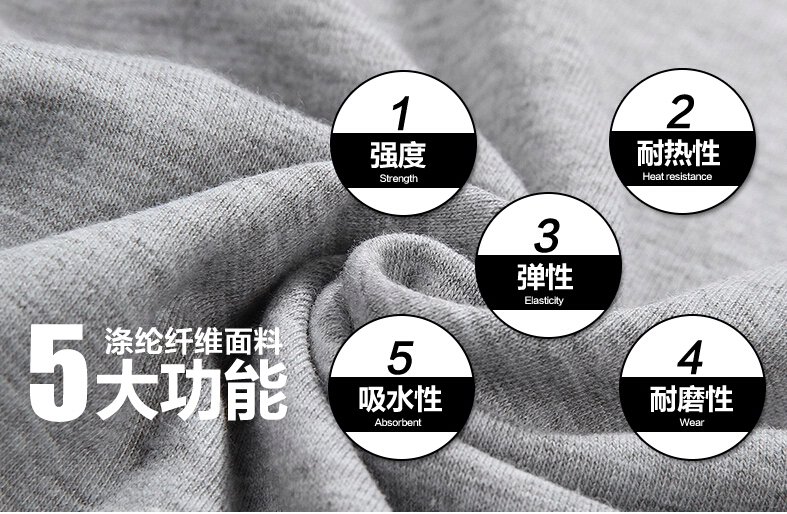 1
强度
Strength
2
耐热性
Heat resistance
3
弹性
Elasticity
4
耐磨性
Wear
5
吸水性
Absorbent
5
涤纶纤维面料
大功能